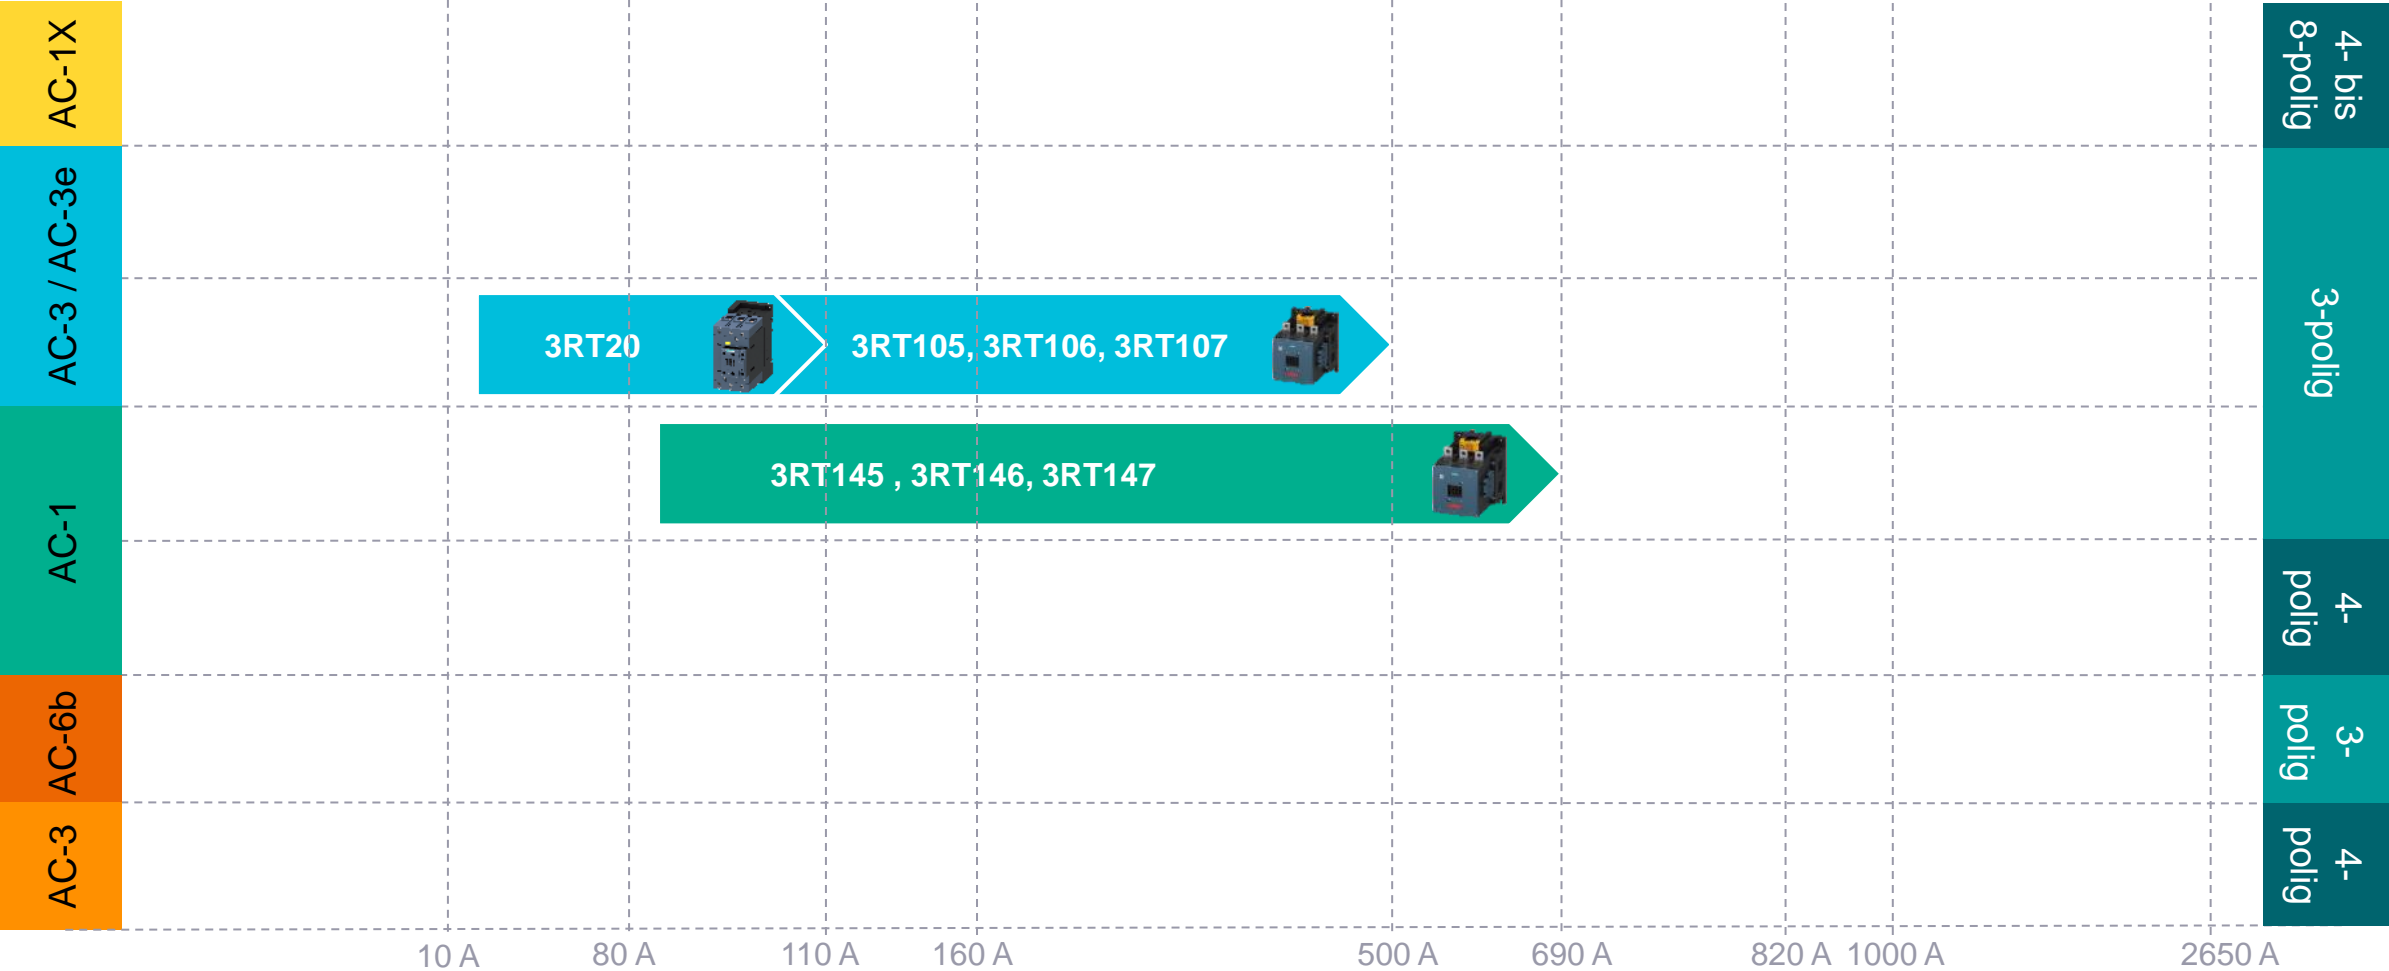 AC-1X
4- bis
8-polig
AC-3 / AC-3e
3-polig
3RT20
3RT105, 3RT106, 3RT107
AC-1
3RT145 , 3RT146, 3RT147
4-
polig
AC-6b
3-
polig
AC-3
4-
polig
10 A
80 A
110 A
160 A
500 A
690 A
820 A
1000 A
2650 A